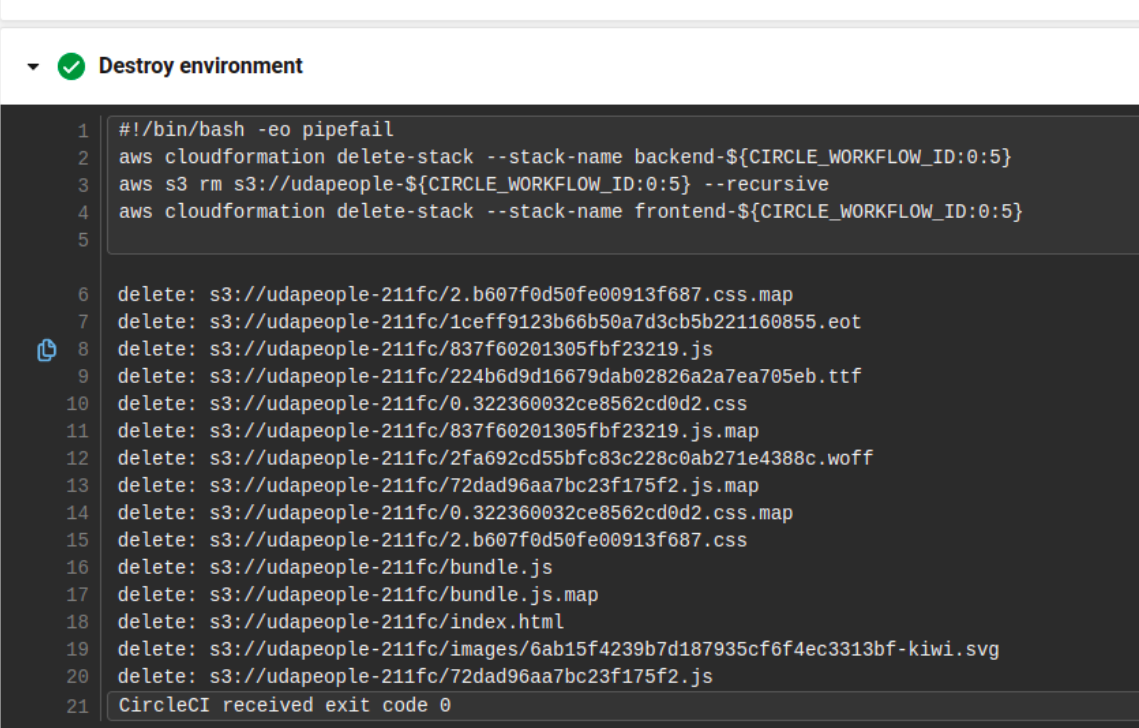 Destroy environment
1 #!/bin/bash -eo pipefail
2 aws cloudformation delete-stack --stack-name backend-${CIRCLE_WORKFLOW_ID:0:5}
3 aws s3 rm s3://udapeople-${CIRCLE_WORKFLOW_ID:0:5} --recursive
4 aws cloudformation delete-stack --stack-name frontend-${CIRCLE_WORKFLOW_ID:0:5}
5
6 delete: s3://udapeople-211fc/2.b607f0d50fe00913f687.css.map
7 delete: s3://udapeople-211fc/1ceff9123b66b50a7d3cb5b221160855.eot
8 delete: s3://udapeople-211fc/837f60201305fbf23219.js
9 delete: s3://udapeople-211fc/224b6d9d16679dab02826a2a7ea705eb.ttf
10 delete: s3://udapeople-211fc/0.322360032ce8562cd0d2.css
11 delete: s3://udapeople-211fc/837f60201305fbf23219.js.map
12 delete: s3://udapeople-211fc/2fa692cd55bfc83c228c0ab271e4388c.woff
13 delete: s3://udapeople-211fc/72dad96aa7bc23f175f2.js.map
14 delete: s3://udapeople-211fc/0.322360032ce8562cd0d2.css.map
15 delete: s3://udapeople-211fc/2.b607f0d50fe00913f687.css
16 delete: s3://udapeople-211fc/bundle.js
17 delete: s3://udapeople-211fc/bundle.js.map
18 delete: s3://udapeople-211fc/index.html
19 delete: s3://udapeople-211fc/images/6ab15f4239b7d187935cf6f4ec3313bf-kiwi.svg
20 delete: s3://udapeople-211fc/72dad96aa7bc23f175f2.js
21 CircleCI received exit code 0